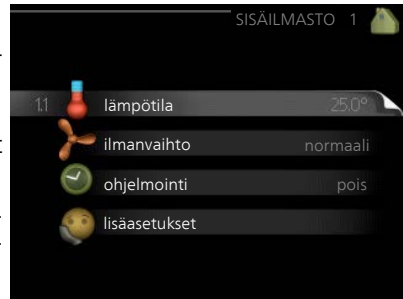 SISÄILMASTO 1
1.1 lämpötila 25.0°
ilmanvaihto normaali
ohjelmointi pois
lisäasetukset